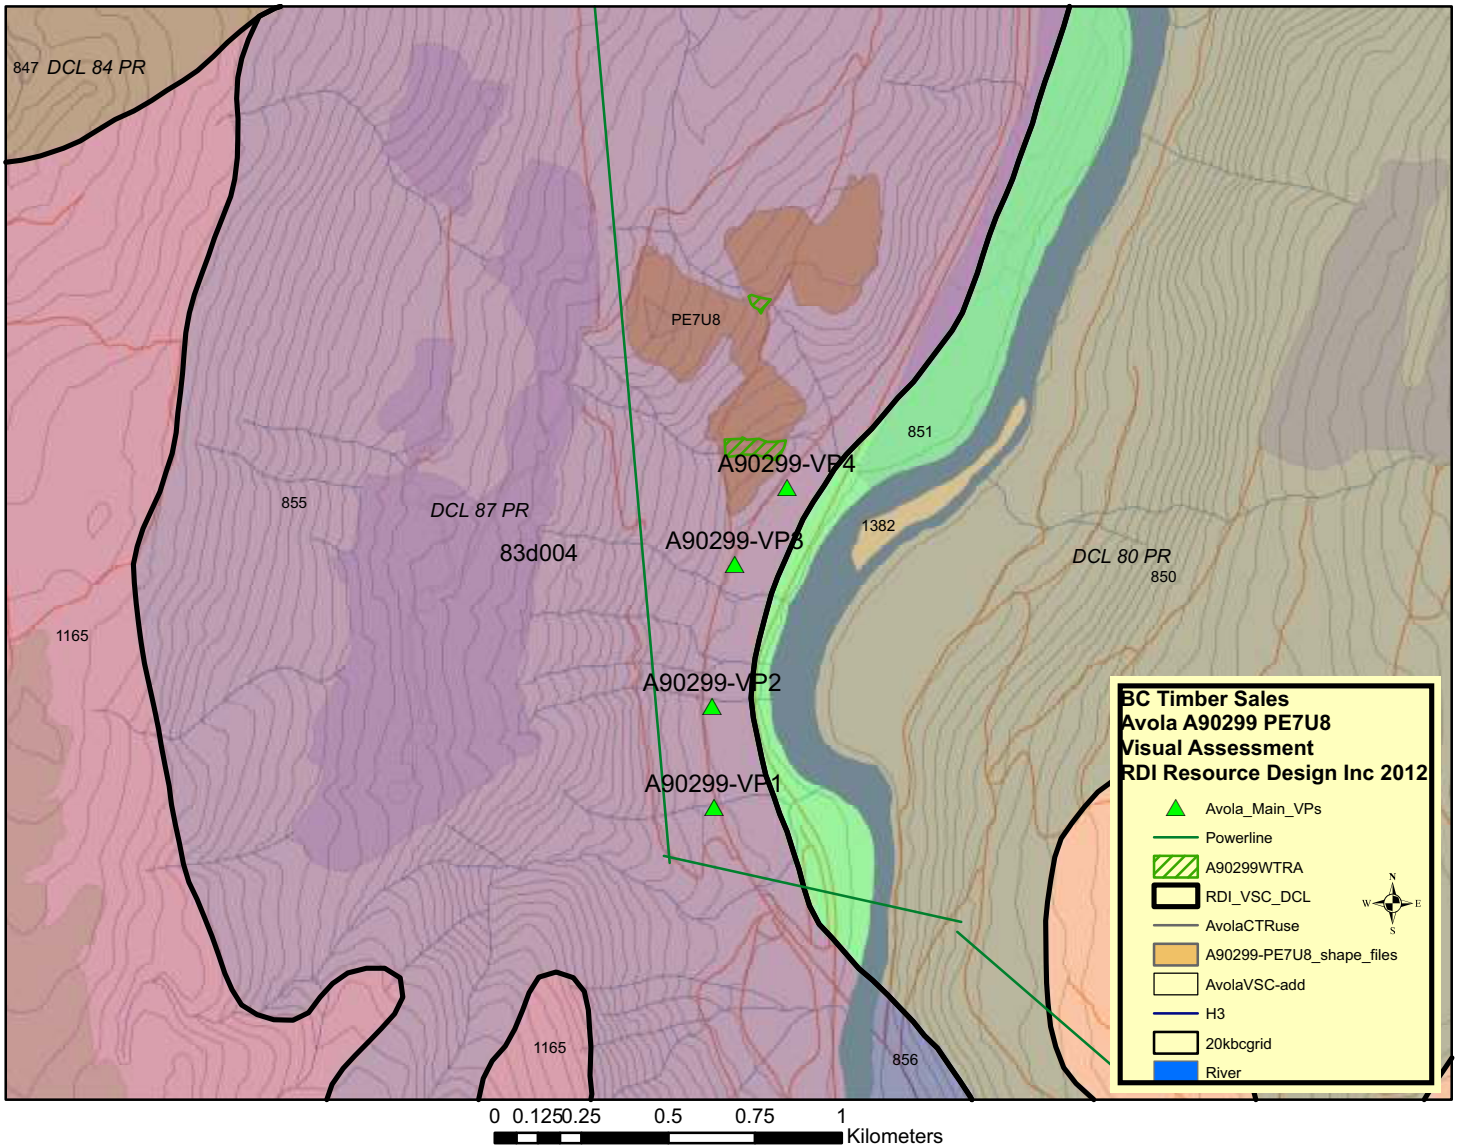 847 DCL 84 PR
PE7U8
851
A90299-VP4
855
DCL 87 PR
1382
83d004
A90299-VP3
DCL 80 PR
850
1165
A90299-VP2
A90299-VP1
1165
856
BC Timber Sales
Avola A90299 PE7U8
Visual Assessment
RDI Resource Design Inc 2012
Avola_Main_VPs
Powerline
A90299WTRA
RDI_VSC_DCL
AvolaCTRuse
A90299-PE7U8_shape_files
AvolaVSC-add
H3
20kbcgrid
River
N
W E
S
0 0.125 0.25 0.5 0.75 1
Kilometers